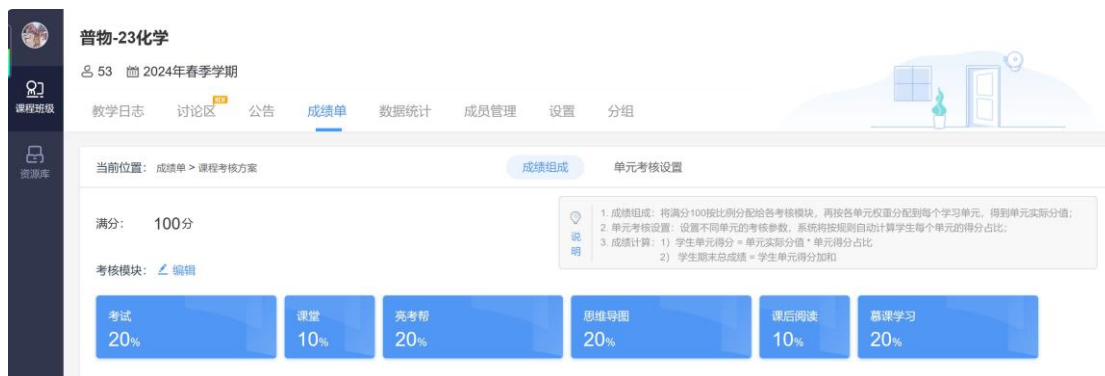 普物-23化学
53 2024年春季学期
课程班级
教学日志 讨论区 NEW 公告 成绩单 数据统计 成员管理 设置 分组
资源库
当前位置： 成绩单 > 课程考核方案 成绩组成 单元考核设置
满分： 100分
说明
1. 成绩组成：将满分100按比例分配给各考核模块，再按各单元权重分配到每个学习单元，得到单元实际分值；
2. 单元考核设置：设置不同单元的考核参数，系统将按规则自动计算学生每个单元的得分占比；
3. 成绩计算：1） 学生单元得分 = 单元实际分值 * 单元得分占比
2） 学生期末总成绩 = 学生单元得分加和
考核模块： 编辑
考试 课堂 亮考帮 思维导图 课后阅读 慕课学习
20% 10% 20% 20% 10% 20%